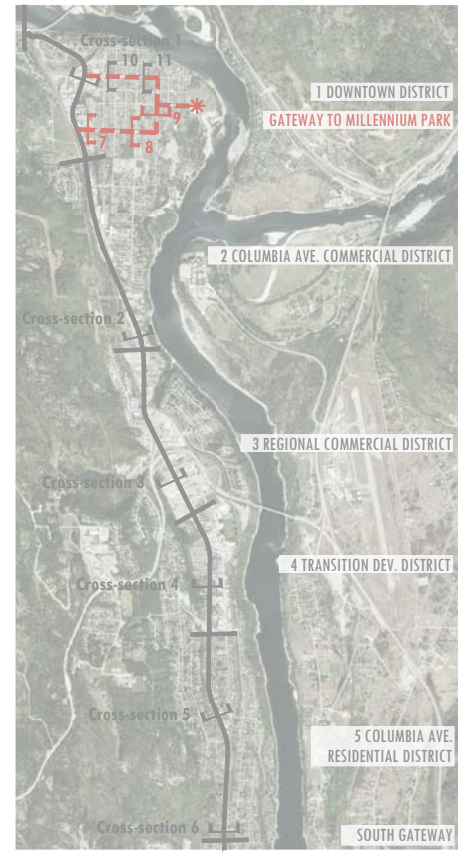 Cross-section 1
10
11
1 DOWNTOWN DISTRICT
GATEWAY TO MILLENNIUM PARK
9
7
8
2 COLUMBIA AVE. COMMERCIAL DISTRICT
Cross-section 2
3 REGIONAL COMMERCIAL DISTRICT
Cross-section 3
4 TRANSITION DEV. DISTRICT
Cross-section 4
Cross-section 5
5 COLUMBIA AVE.
RESIDENTIAL DISTRICT
Cross-section 6
SOUTH GATEWAY